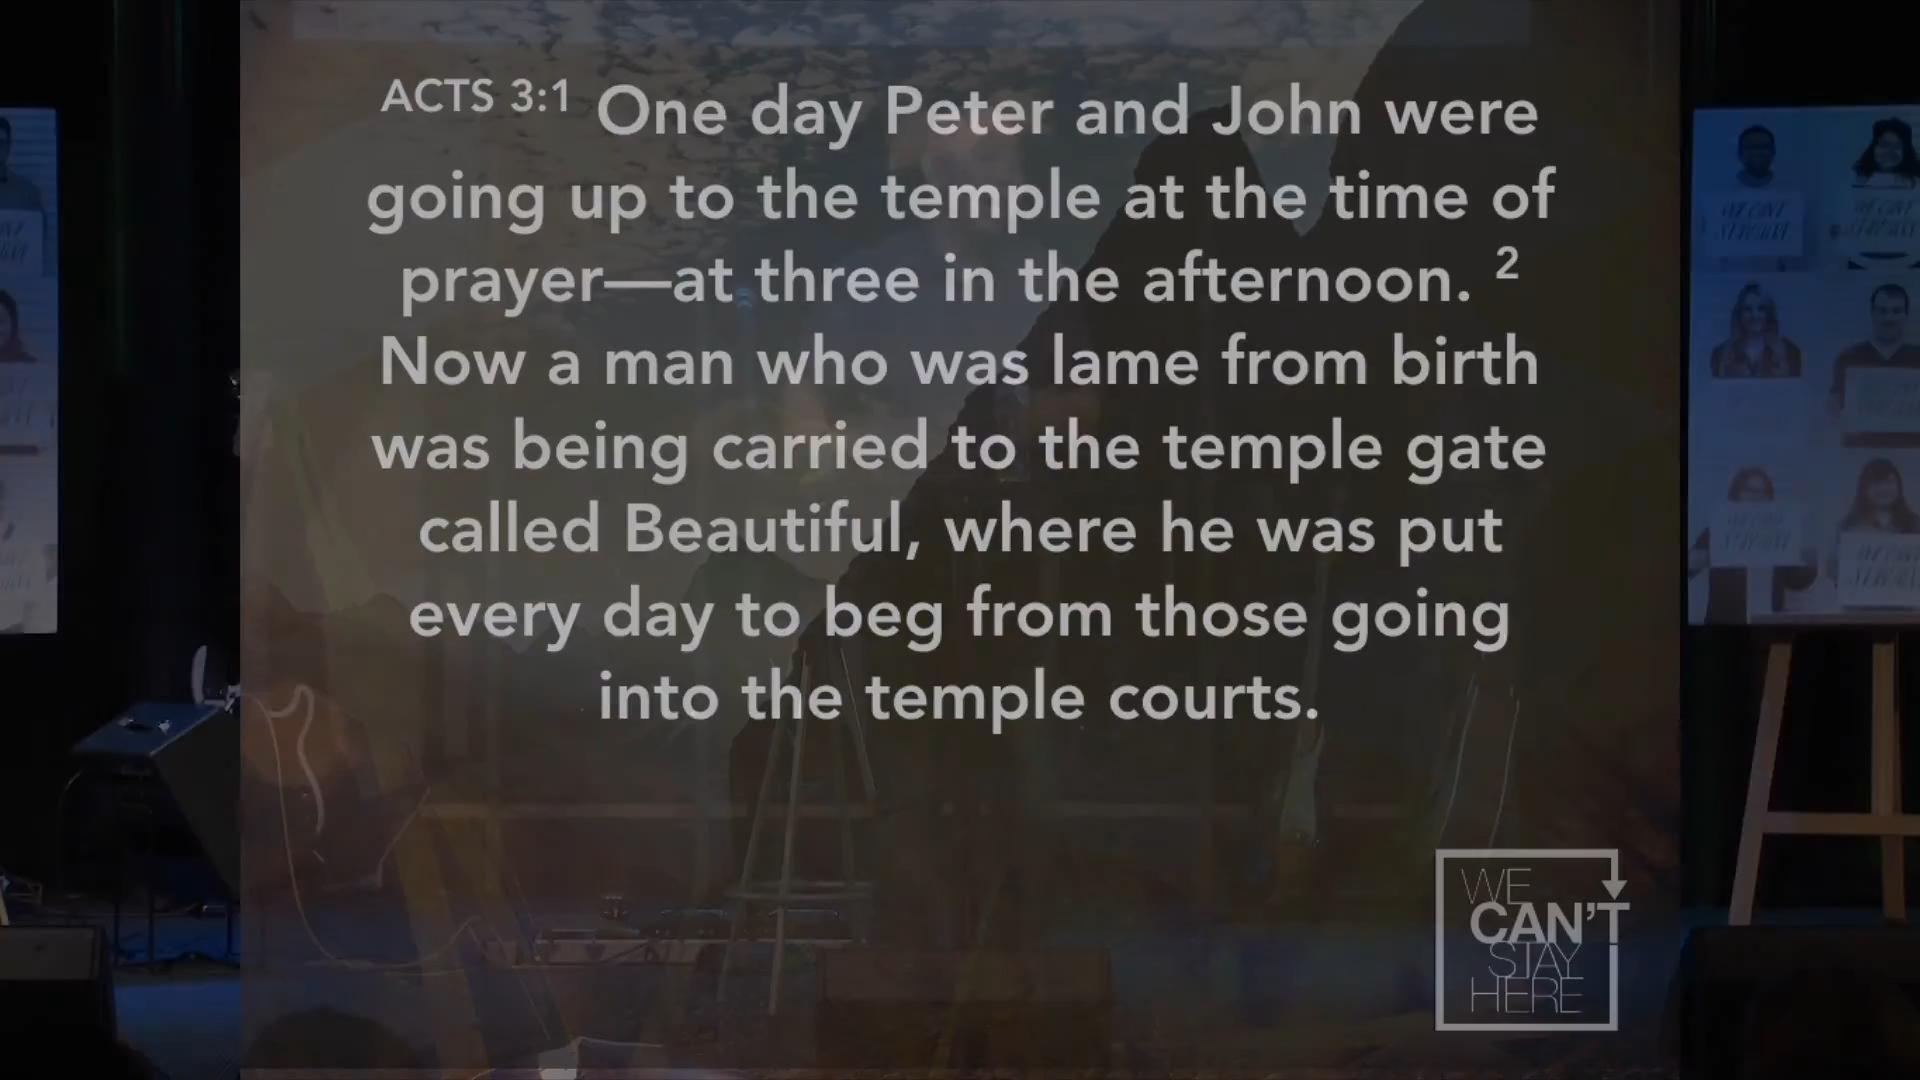 ACTS 3:1 One day Peter and John were
going up to the temple at the time of
prayer—at three in the afternoon. 2
Now a man who was lame from birth
was being carried to the temple gate
called Beautiful, where he was put
every day to beg from those going
into the temple courts.
WE
CAN'T
STAY
HERE